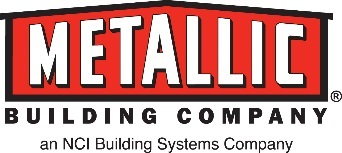 METALLIC
BUILDING COMPANY®
an NCI Building Systems Company